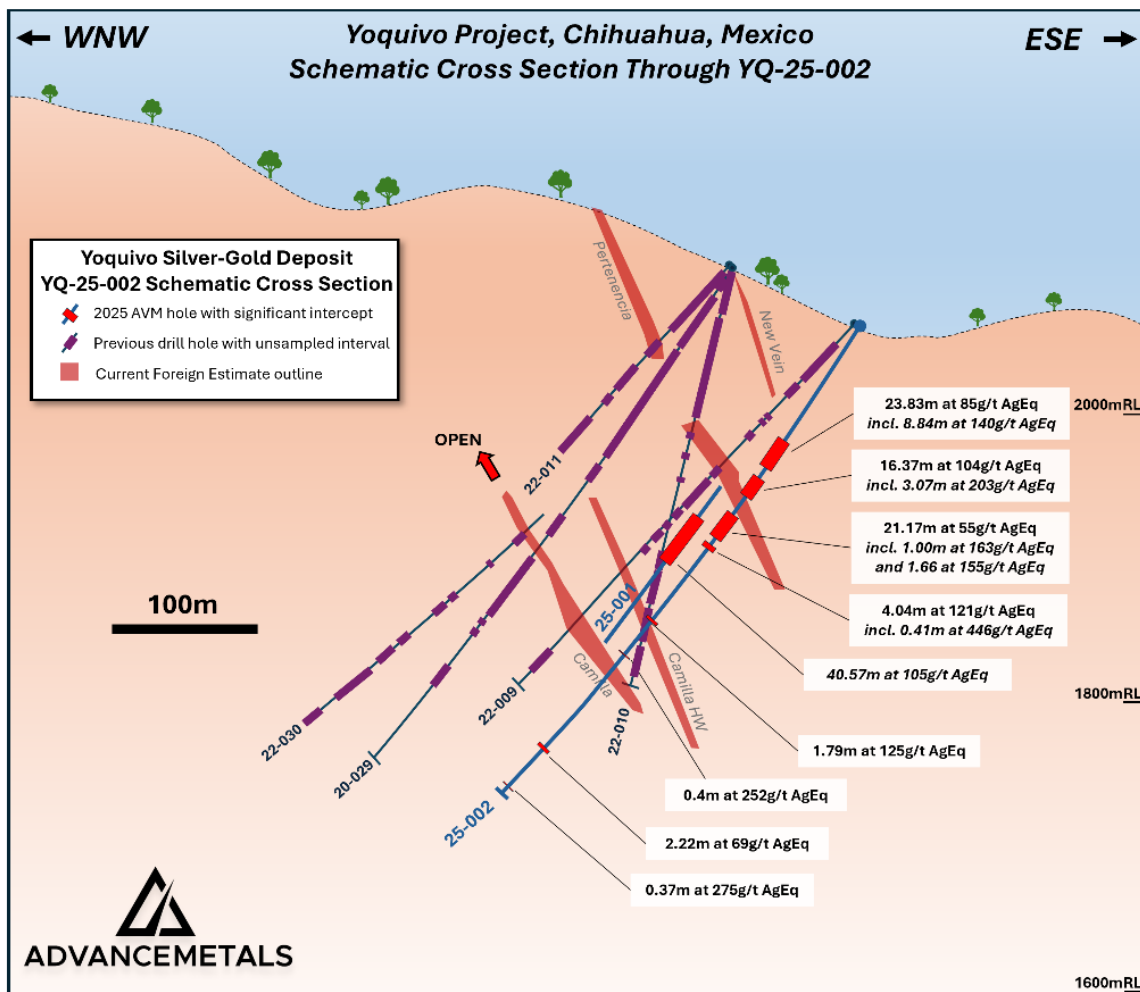 ← WNW
Yoquivo Project, Chihuahua, Mexico
Schematic Cross Section Through YQ-25-002
ESE →
Yoquivo Silver-Gold Deposit
YQ-25-002 Schematic Cross Section
2025 AVM hole with significant intercept
Previous drill hole with unsampled interval
Current Foreign Estimate outline
Pertenencia
New Vein
2000mRL
23.83m at 85g/t AgEq
incl. 8.84m at 140g/t AgEq
OPEN
22-011
16.37m at 104g/t AgEq
incl. 3.07m at 203g/t AgEq
21.17m at 55g/t AgEq
incl. 1.00m at 163g/t AgEq
and 1.66 at 155g/t AgEq
100m
25-001
4.04m at 121g/t AgEq
incl. 0.41m at 446g/t AgEq
40.57m at 105g/t AgEq
Camilla
Camilla HW
22-009
22-010
1800mRL
22-030
20-029
1.79m at 125g/t AgEq
0.4m at 252g/t AgEq
25-002
2.22m at 69g/t AgEq
0.37m at 275g/t AgEq
ADVANCEMETALS
1600mRL